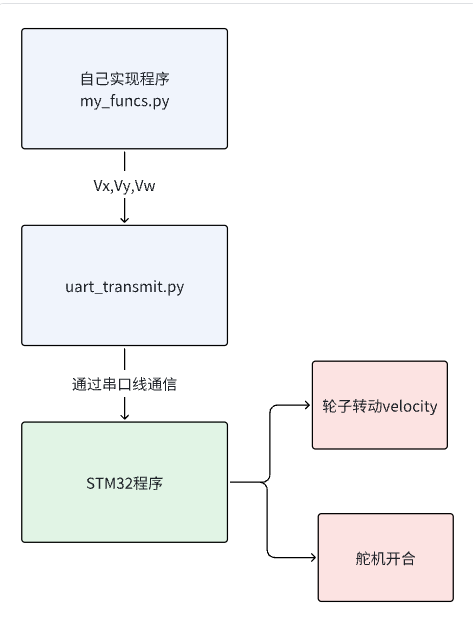 自己实现程序
my_funcs.py
Vx,Vy,Vw
uart_transmit.py
通过串口线通信
STM32程序
轮子转动velocity
舵机开合